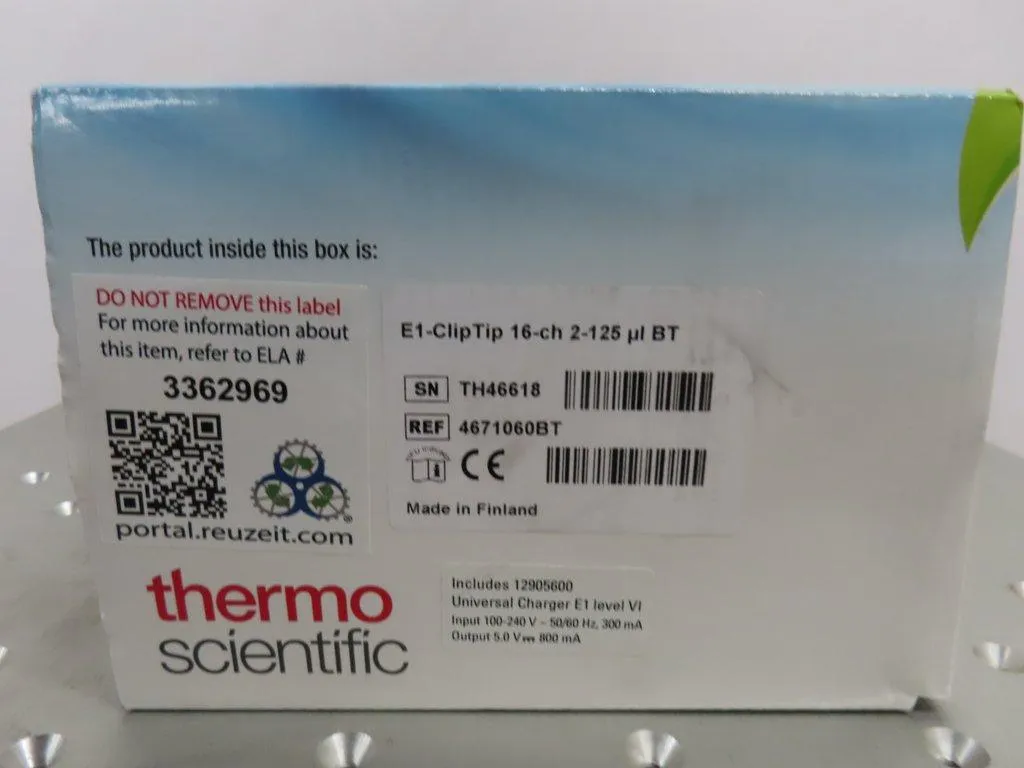 The product inside this box is:
DO NOT REMOVE this label
For more information about
this item, refer to ELA #
3362969
portal.reuzeit.com
E1-ClipTip 16-ch 2-125 µl BT
SN TH46618
REF 4671060BT
CE
Made in Finland
thermo
scientific
Includes 12905600
Universal Charger E1 level VI
Input 100-240 V ~ 50/60 Hz, 300 mA
Output 5.0 V⎓ 800 mA